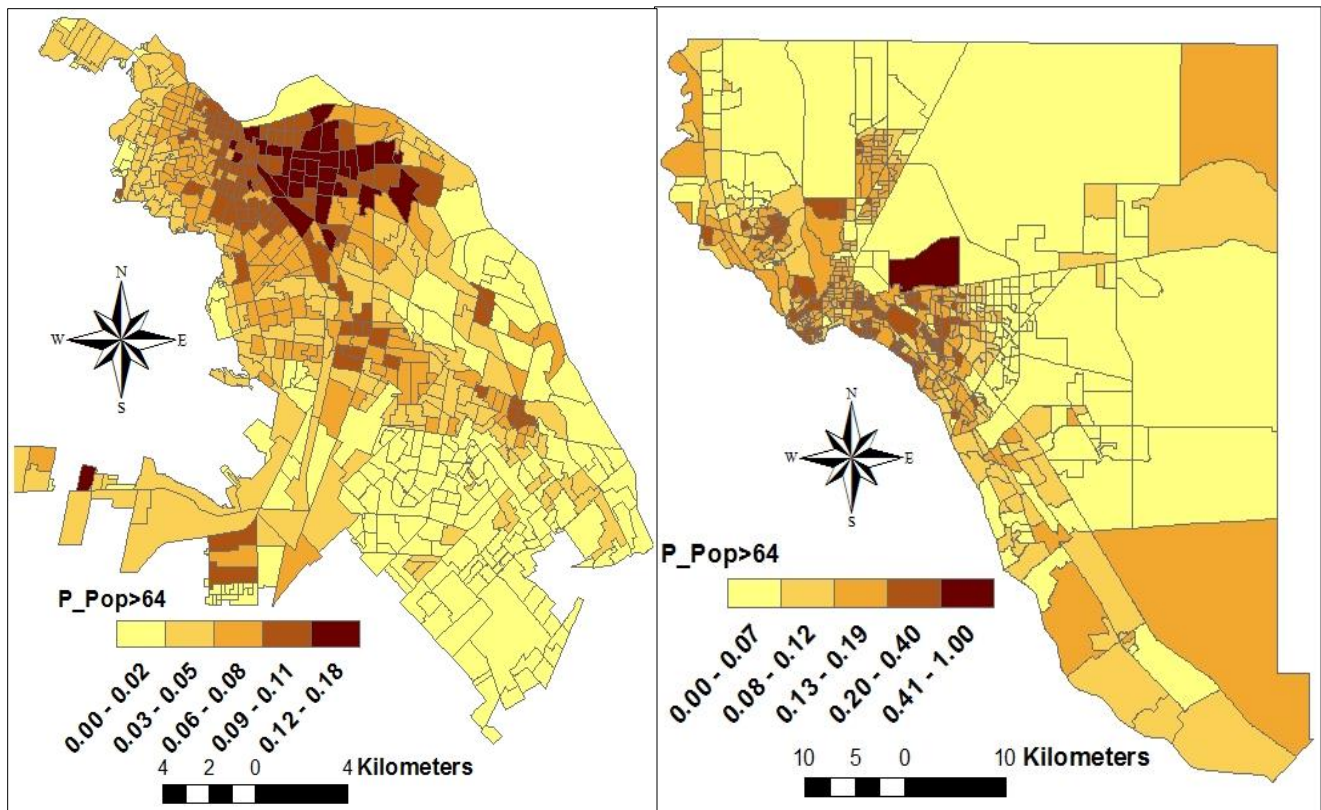 N
W E
S
P_Pop>64
0.00 - 0.02
0.03 - 0.05
0.06 - 0.08
0.09 - 0.11
0.12 - 0.18
4 2 0 4 Kilometers
N
W E
S
P_Pop>64
0.00 - 0.07
0.08 - 0.12
0.13 - 0.19
0.20 - 0.40
0.41 - 1.00
10 5 0 10 Kilometers